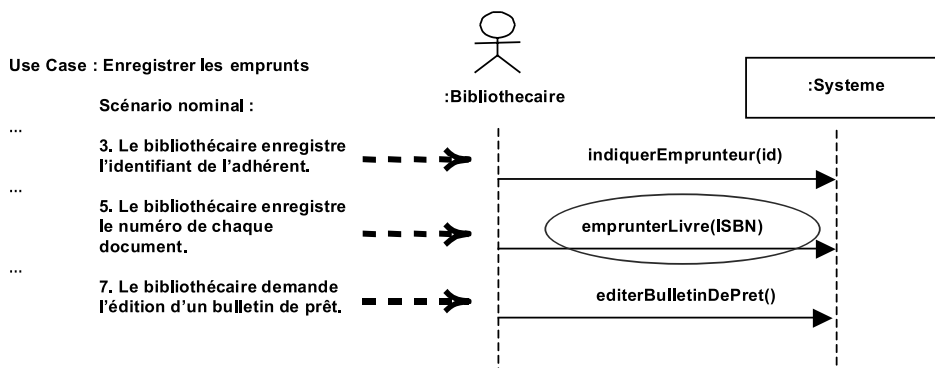 Use Case : Enregistrer les emprunts
Scénario nominal :
...
3. Le bibliothécaire enregistre
l'identifiant de l'adhérent.
...
5. Le bibliothécaire enregistre
le numéro de chaque
document.
...
7. Le bibliothécaire demande
l'édition d'un bulletin de prêt.
:Bibliothecaire
:Systeme
indiquerEmprunteur(id)
emprunterLivre(ISBN)
editerBulletinDePret()